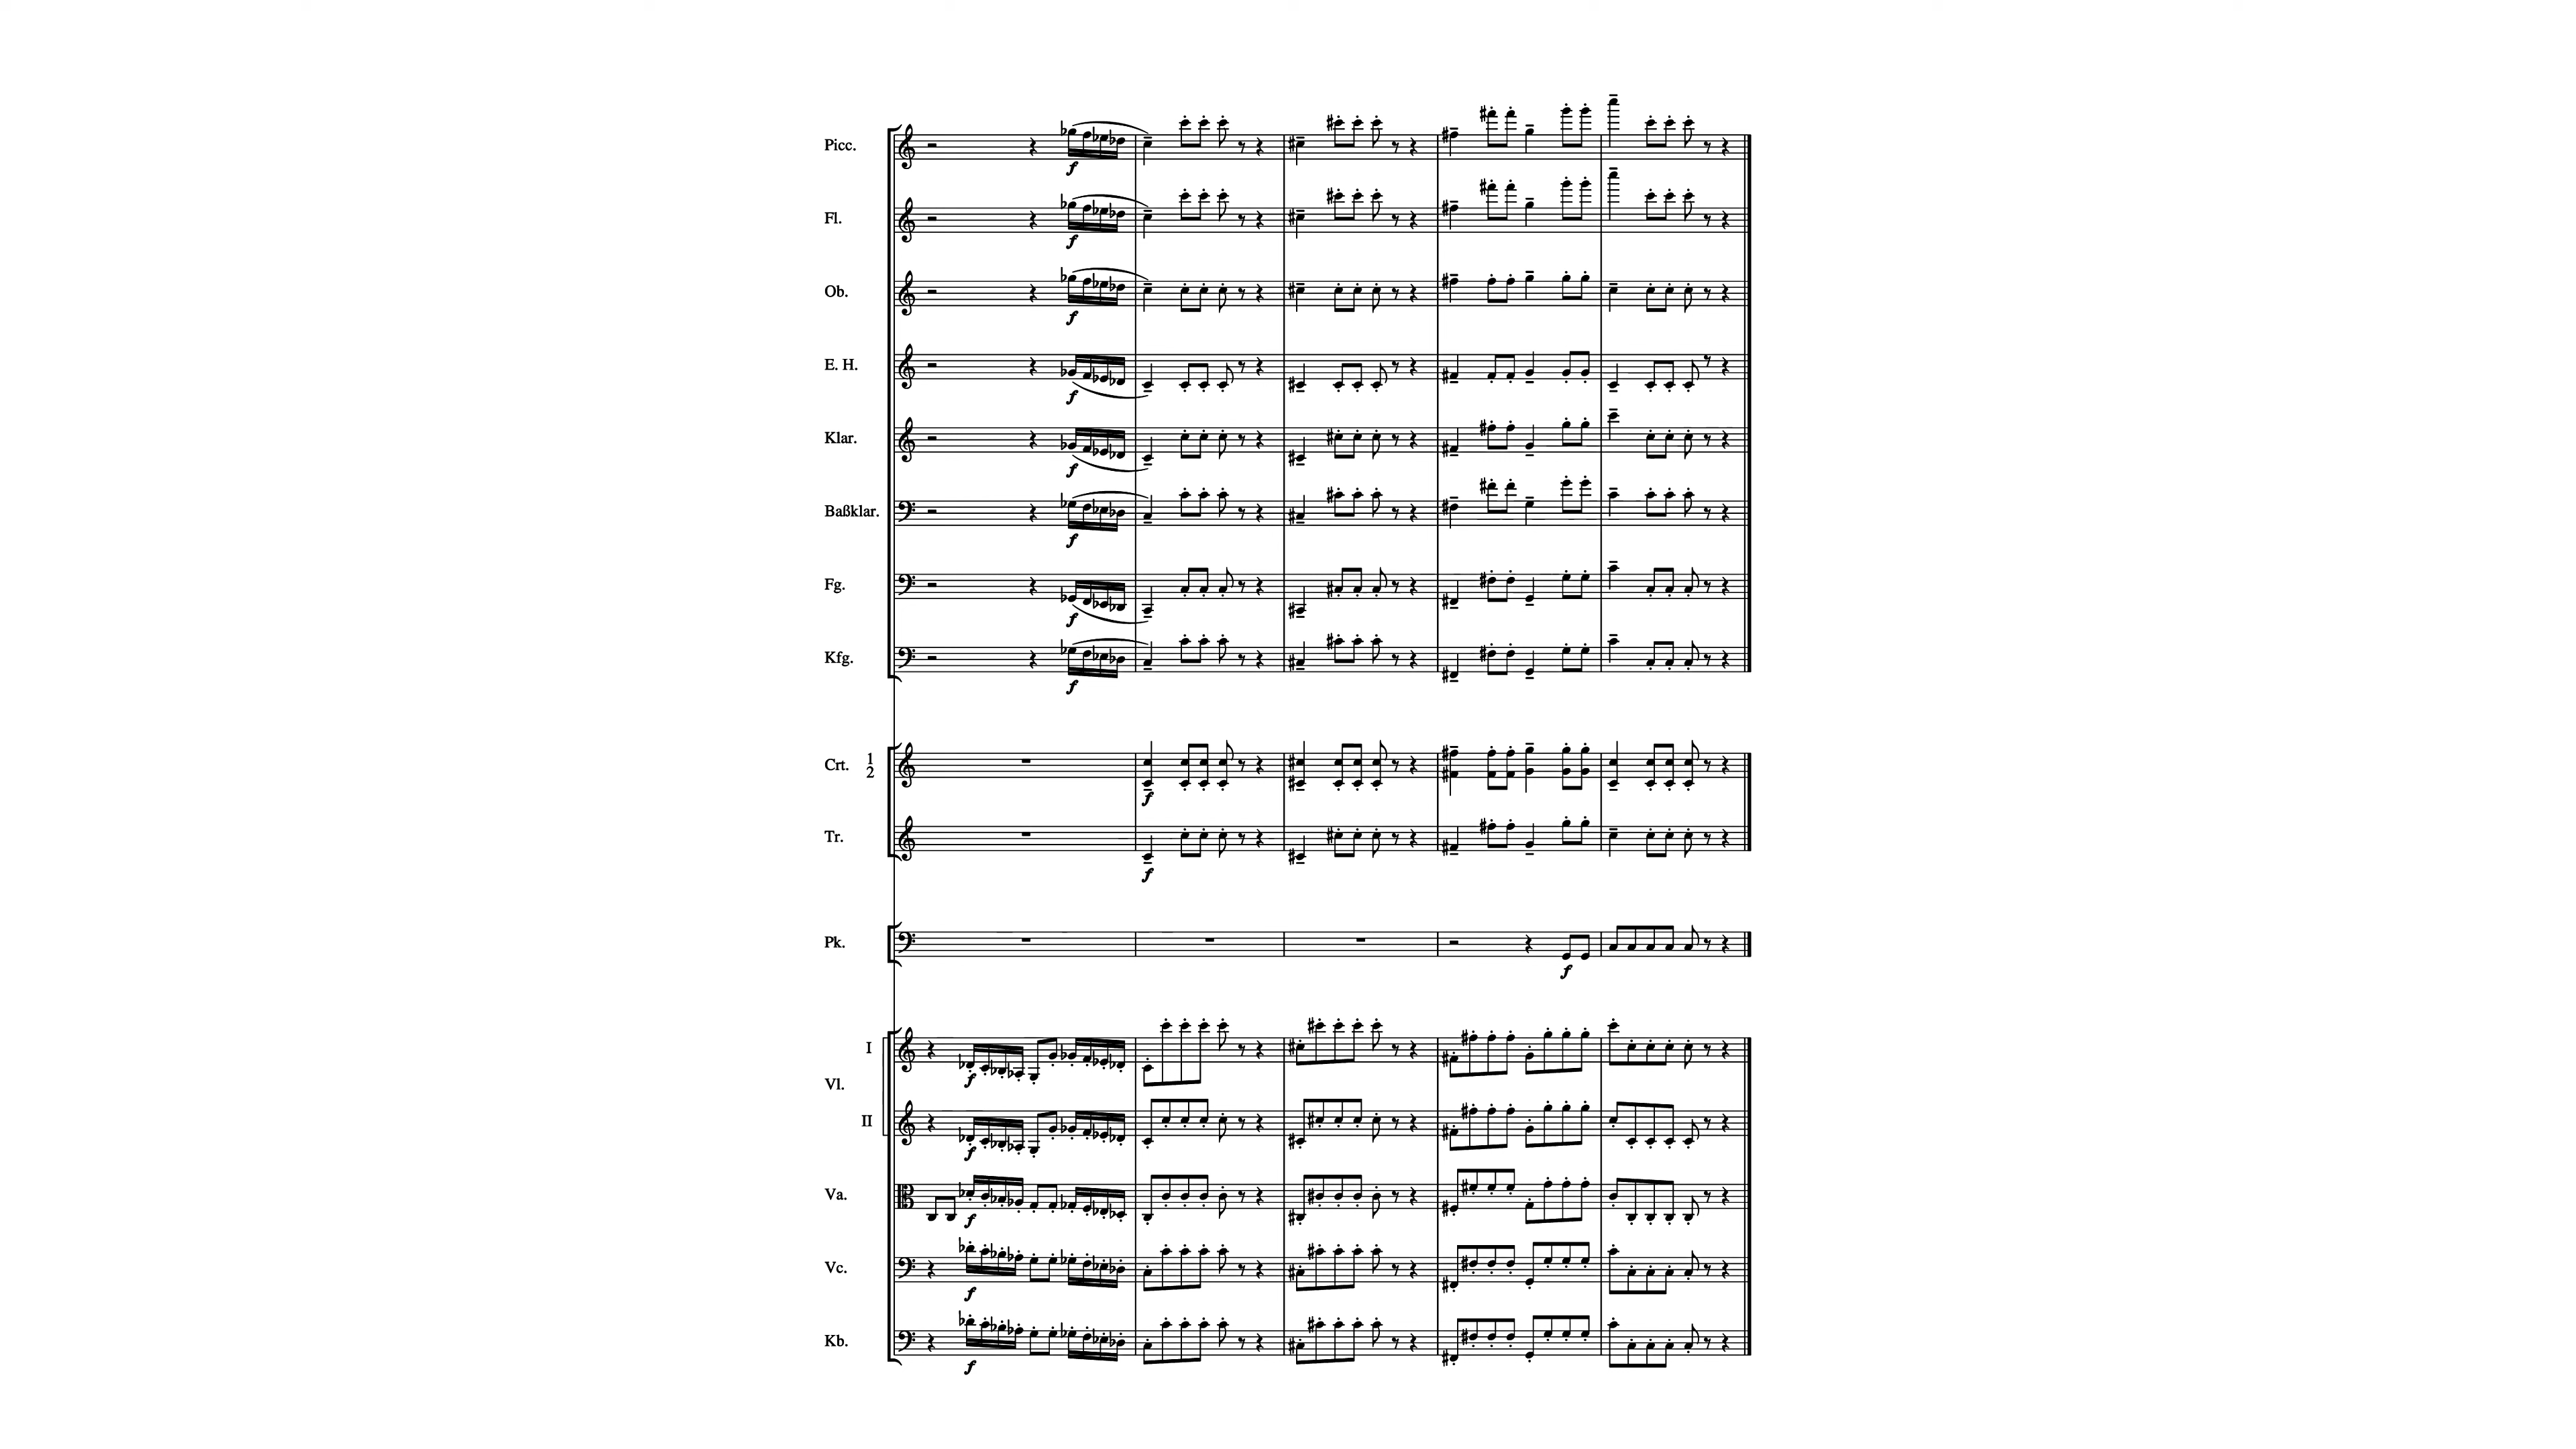 Picc.
f
Fl.
f
Ob.
f
E. H.
f
Klar.
f
Baßklar.
f
Fg.
f
Kfg.
f
Crt. 1
2
f
Tr.
f
Pk.
f
I
f
Vl.
II
f
Va.
f
Vc.
f
Kb.
f